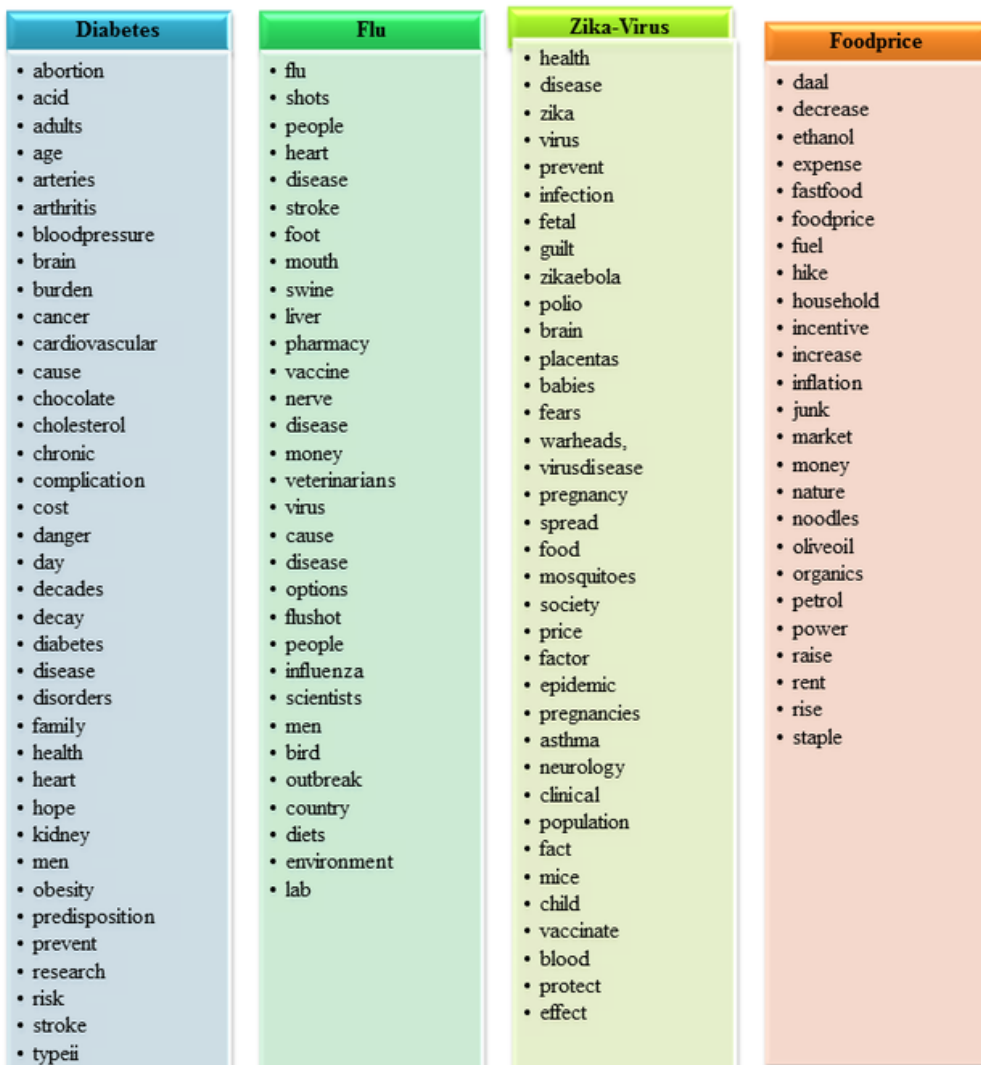 Diabetes
• abortion
• acid
• adults
• age
• arteries
• arthritis
• bloodpressure
• brain
• burden
• cancer
• cardiovascular
• cause
• chocolate
• cholesterol
• chronic
• complication
• cost
• danger
• day
• decades
• decay
• diabetes
• disease
• disorders
• family
• health
• heart
• hope
• kidney
• men
• obesity
• predisposition
• prevent
• research
• risk
• stroke
• typeii
Flu
• flu
• shots
• people
• heart
• disease
• stroke
• foot
• mouth
• swine
• liver
• pharmacy
• vaccine
• nerve
• disease
• money
• veterinarians
• virus
• cause
• disease
• options
• flushot
• people
• influenza
• scientists
• men
• bird
• outbreak
• country
• diets
• environment
• lab
Zika-Virus
• health
• disease
• zika
• virus
• prevent
• infection
• fetal
• guilt
• zikaebola
• polio
• brain
• placentas
• babies
• fears
• warheads,
• virusdisease
• pregnancy
• spread
• food
• mosquitoes
• society
• price
• factor
• epidemic
• pregnancies
• asthma
• neurology
• clinical
• population
• fact
• mice
• child
• vaccinate
• blood
• protect
• effect
Foodprice
• daal
• decrease
• ethanol
• expense
• fastfood
• foodprice
• fuel
• hike
• household
• incentive
• increase
• inflation
• junk
• market
• money
• nature
• noodles
• oliveoil
• organics
• petrol
• power
• raise
• rent
• rise
• staple